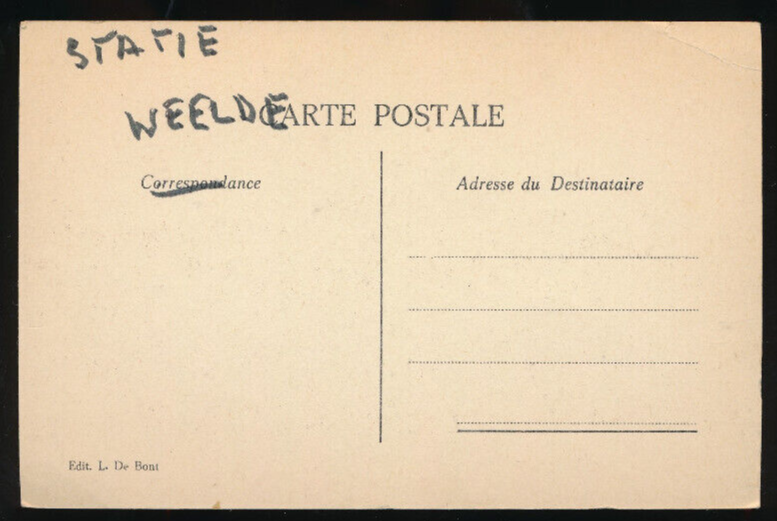 STATIE
WEELDE
CARTE POSTALE
Correspondance
Adresse du Destinataire
Edit. L. De Bont